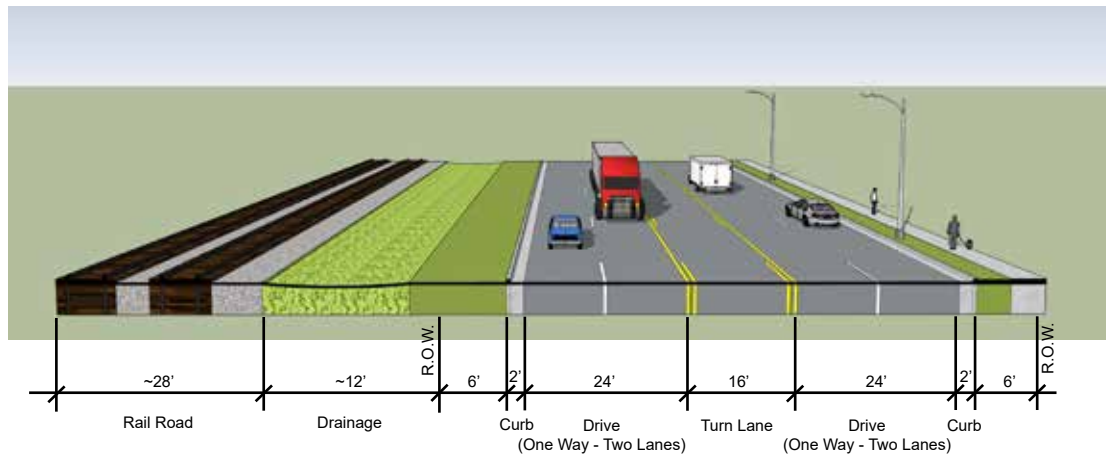 R.O.W.
R.O.W.
~28’
~12’
6’
2’
24’
16’
24’
2’
6’
Rail Road
Drainage
Curb
Drive
(One Way - Two Lanes)
Turn Lane
Drive
(One Way - Two Lanes)
Curb